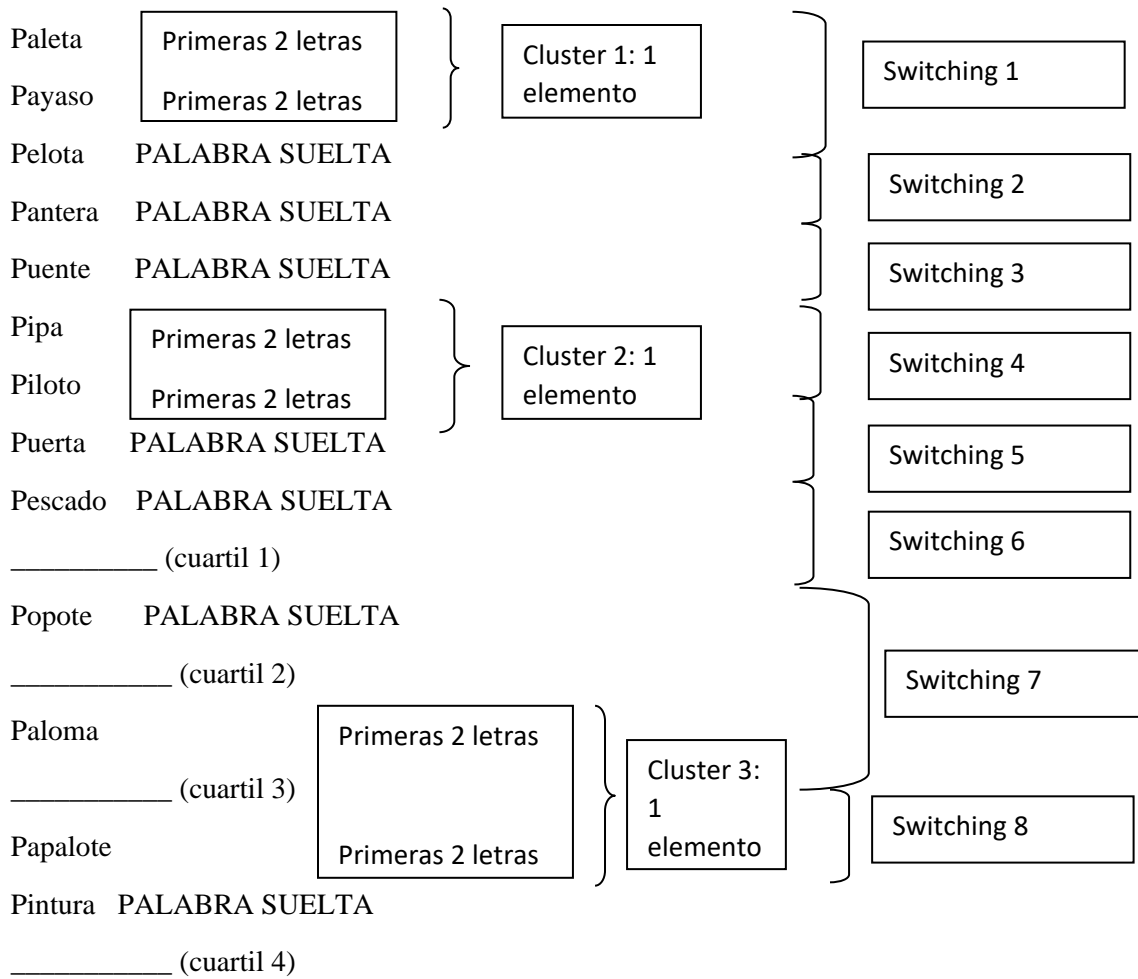 Paleta Primeras 2 letras Cluster 1: 1 elemento Switching 1
Payaso Primeras 2 letras
Pelota PALABRA SUELTA
Pantera PALABRA SUELTA Switching 2
Puente PALABRA SUELTA Switching 3
Pipa Primeras 2 letras Cluster 2: 1 elemento Switching 4
Piloto Primeras 2 letras
Puerta PALABRA SUELTA Switching 5
Pescado PALABRA SUELTA Switching 6
___________ (cuartil 1)
Popote PALABRA SUELTA
____________ (cuartil 2) Switching 7
Paloma Primeras 2 letras Cluster 3: 1 elemento
____________ (cuartil 3)
Papalote Primeras 2 letras Switching 8
Pintura PALABRA SUELTA
____________ (cuartil 4)